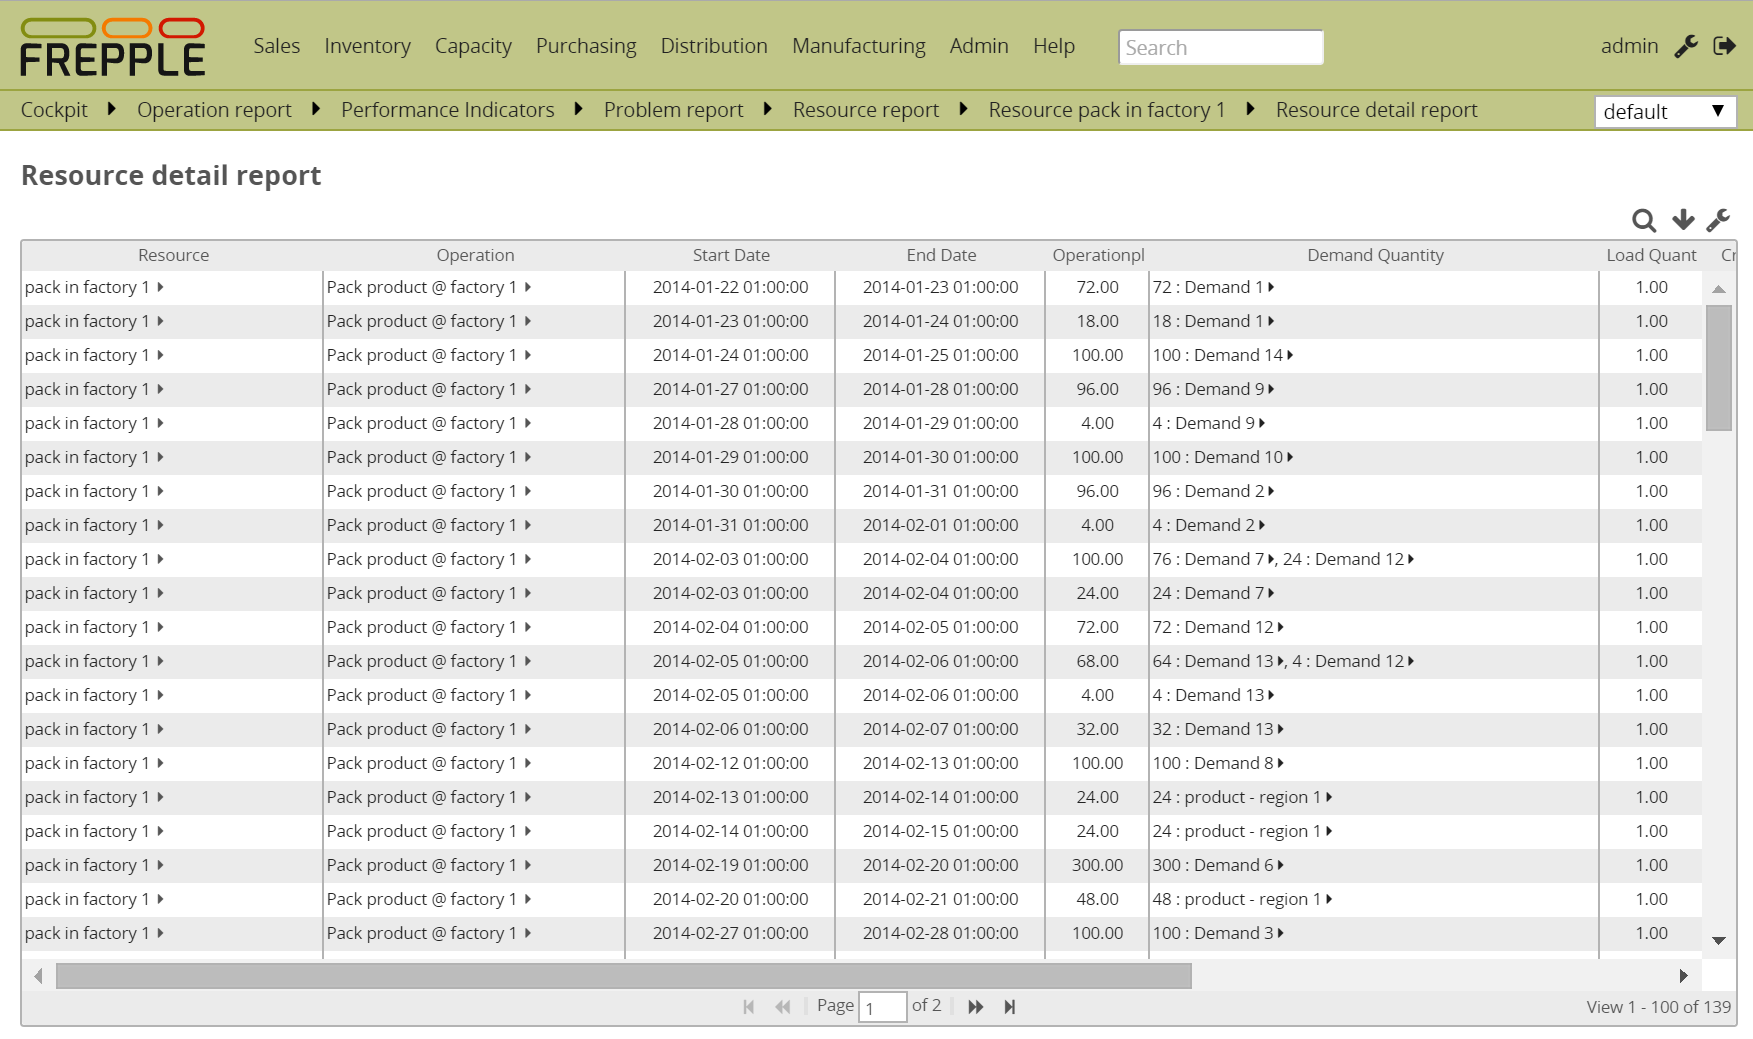 FREPPLE Sales Inventory Capacity Purchasing Distribution Manufacturing Admin Help Search admin
Cockpit Operation report Performance Indicators Problem report Resource report Resource pack in factory 1 Resource detail report default
Resource detail report
Resource Operation Start Date End Date Operationpl Demand Quantity Load Quant Cr
pack in factory 1 Pack product @ factory 1 2014-01-22 01:00:00 2014-01-23 01:00:00 72.00 72 : Demand 1 1.00
pack in factory 1 Pack product @ factory 1 2014-01-23 01:00:00 2014-01-24 01:00:00 18.00 18 : Demand 1 1.00
pack in factory 1 Pack product @ factory 1 2014-01-24 01:00:00 2014-01-25 01:00:00 100.00 100 : Demand 14 1.00
pack in factory 1 Pack product @ factory 1 2014-01-27 01:00:00 2014-01-28 01:00:00 96.00 96 : Demand 9 1.00
pack in factory 1 Pack product @ factory 1 2014-01-28 01:00:00 2014-01-29 01:00:00 4.00 4 : Demand 9 1.00
pack in factory 1 Pack product @ factory 1 2014-01-29 01:00:00 2014-01-30 01:00:00 100.00 100 : Demand 10 1.00
pack in factory 1 Pack product @ factory 1 2014-01-30 01:00:00 2014-01-31 01:00:00 96.00 96 : Demand 2 1.00
pack in factory 1 Pack product @ factory 1 2014-01-31 01:00:00 2014-02-01 01:00:00 4.00 4 : Demand 2 1.00
pack in factory 1 Pack product @ factory 1 2014-02-03 01:00:00 2014-02-04 01:00:00 100.00 76 : Demand 7 , 24 : Demand 12 1.00
pack in factory 1 Pack product @ factory 1 2014-02-03 01:00:00 2014-02-04 01:00:00 24.00 24 : Demand 7 1.00
pack in factory 1 Pack product @ factory 1 2014-02-04 01:00:00 2014-02-05 01:00:00 72.00 72 : Demand 12 1.00
pack in factory 1 Pack product @ factory 1 2014-02-05 01:00:00 2014-02-06 01:00:00 68.00 64 : Demand 13 , 4 : Demand 12 1.00
pack in factory 1 Pack product @ factory 1 2014-02-05 01:00:00 2014-02-06 01:00:00 4.00 4 : Demand 13 1.00
pack in factory 1 Pack product @ factory 1 2014-02-06 01:00:00 2014-02-07 01:00:00 32.00 32 : Demand 13 1.00
pack in factory 1 Pack product @ factory 1 2014-02-12 01:00:00 2014-02-13 01:00:00 100.00 100 : Demand 8 1.00
pack in factory 1 Pack product @ factory 1 2014-02-13 01:00:00 2014-02-14 01:00:00 24.00 24 : product - region 1 1.00
pack in factory 1 Pack product @ factory 1 2014-02-14 01:00:00 2014-02-15 01:00:00 24.00 24 : product - region 1 1.00
pack in factory 1 Pack product @ factory 1 2014-02-19 01:00:00 2014-02-20 01:00:00 300.00 300 : Demand 6 1.00
pack in factory 1 Pack product @ factory 1 2014-02-20 01:00:00 2014-02-21 01:00:00 48.00 48 : product - region 1 1.00
pack in factory 1 Pack product @ factory 1 2014-02-27 01:00:00 2014-02-28 01:00:00 100.00 100 : Demand 3 1.00
Page 1 of 2 View 1 - 100 of 139